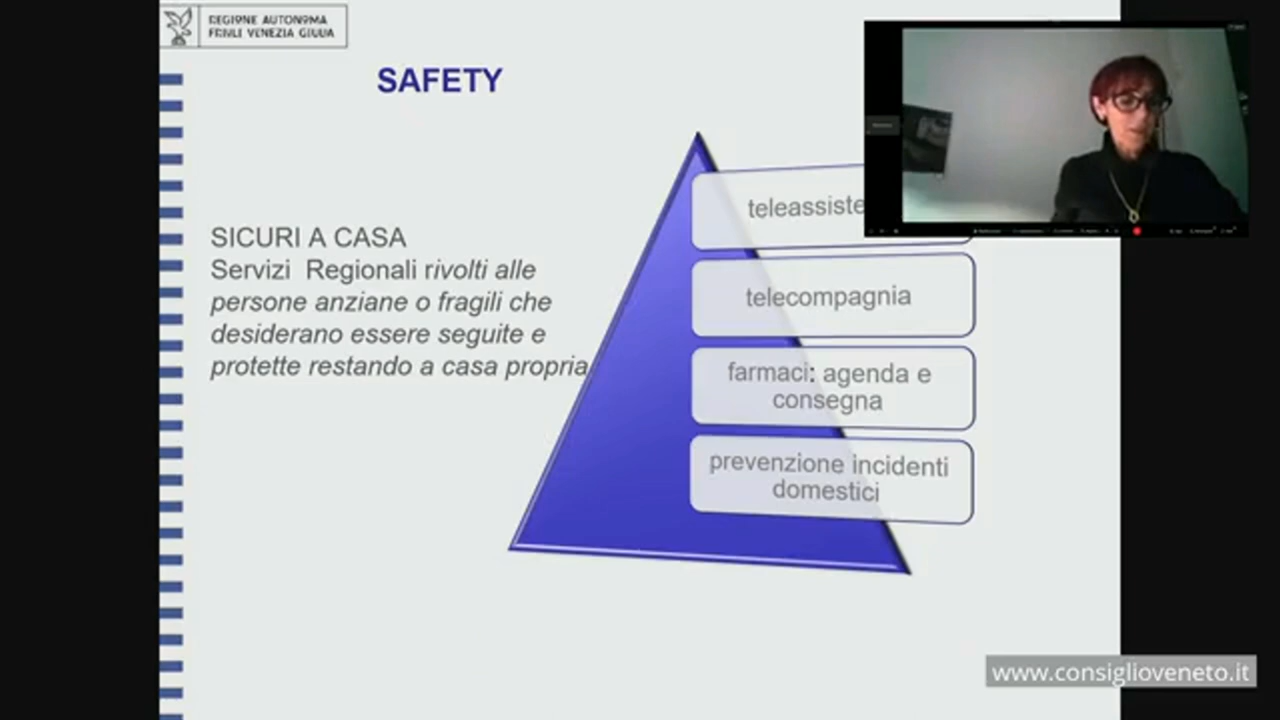 REGIONE AUTONOMA
FRIULI VENEZIA GIULIA
SAFETY
SICURI A CASA
Servizi Regionali rivolti alle
persone anziane o fragili che
desiderano essere seguite e
protette restando a casa propria
teleassiste
telecompagnia
farmaci: agenda e
consegna
prevenzione incidenti
domestici
www.consiglioveneto.it